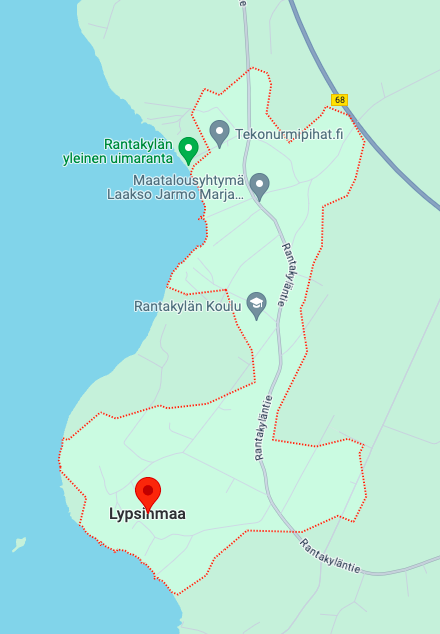 68
Tekonurmipihat.fi
Rantakylän
yleinen uimaranta
Maatalousyhtymä
Laakso Jarmo Marja...
Rantakyläntie
Rantakylän Koulu
Rantakyläntie
Lypsinmaa
Rantakyläntie